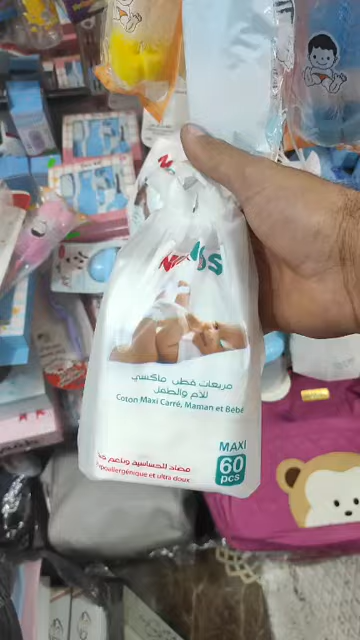 مربعات قطن ماكسي
للأم والطفل
Coton Maxi Carré, Maman et Bébé
MAXI
60
pcs
مضاد للحساسية وناعم
hypoallergénique et ultra doux